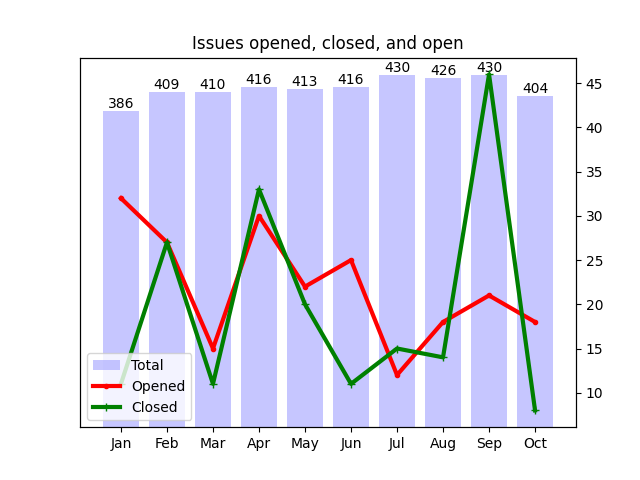 Issues opened, closed, and open
386 409 410 416 413 416 430 426 430 404
45
40
35
30
25
20
15
10
Total
Opened
Closed
Jan Feb Mar Apr May Jun Jul Aug Sep Oct